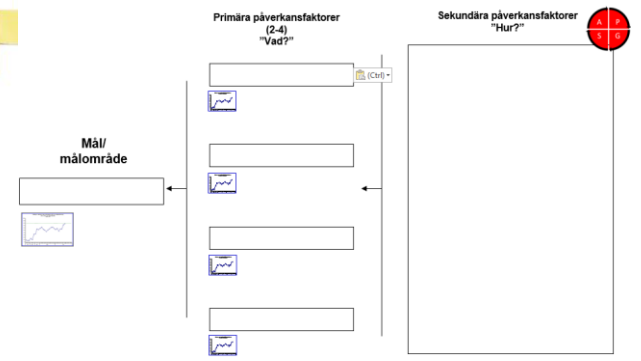 Primära påverkansfaktorer
(2-4)
”Vad?”
Sekundära påverkansfaktorer
”Hur?”
A P
S G
(Ctrl)
Mål/
målområde